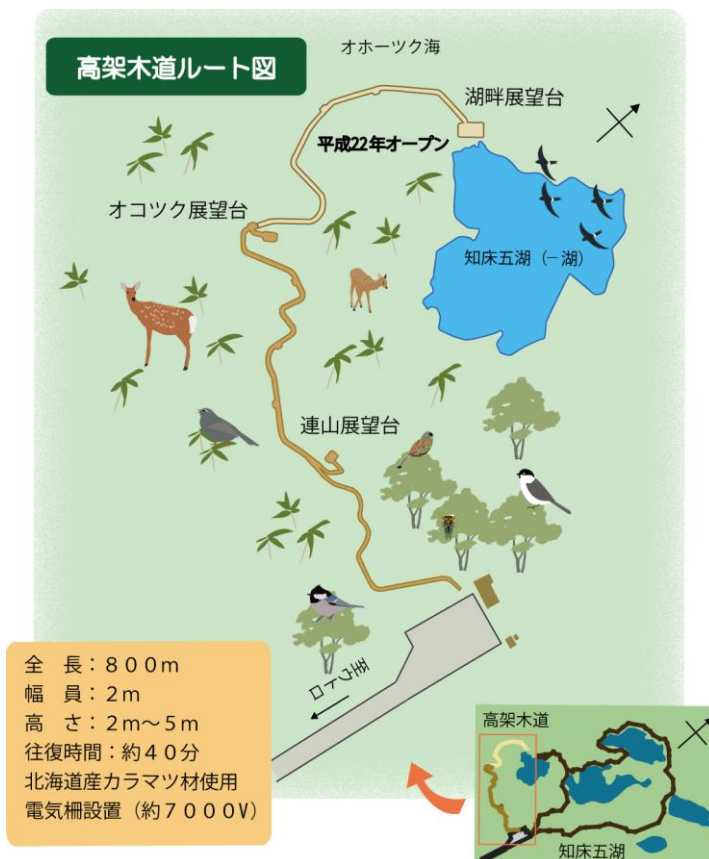 オホーツク海
高架木道ルート図
湖畔展望台
平成22年オープン
オコツク展望台
知床五湖（一湖）
連山展望台
至ウトロ
全　長：８００ｍ
幅　員：２ｍ
高　さ：２ｍ～５ｍ
往復時間：約４０分
北海道産カラマツ材使用
電気柵設置（約７０００Ｖ）
高架木道
知床五湖